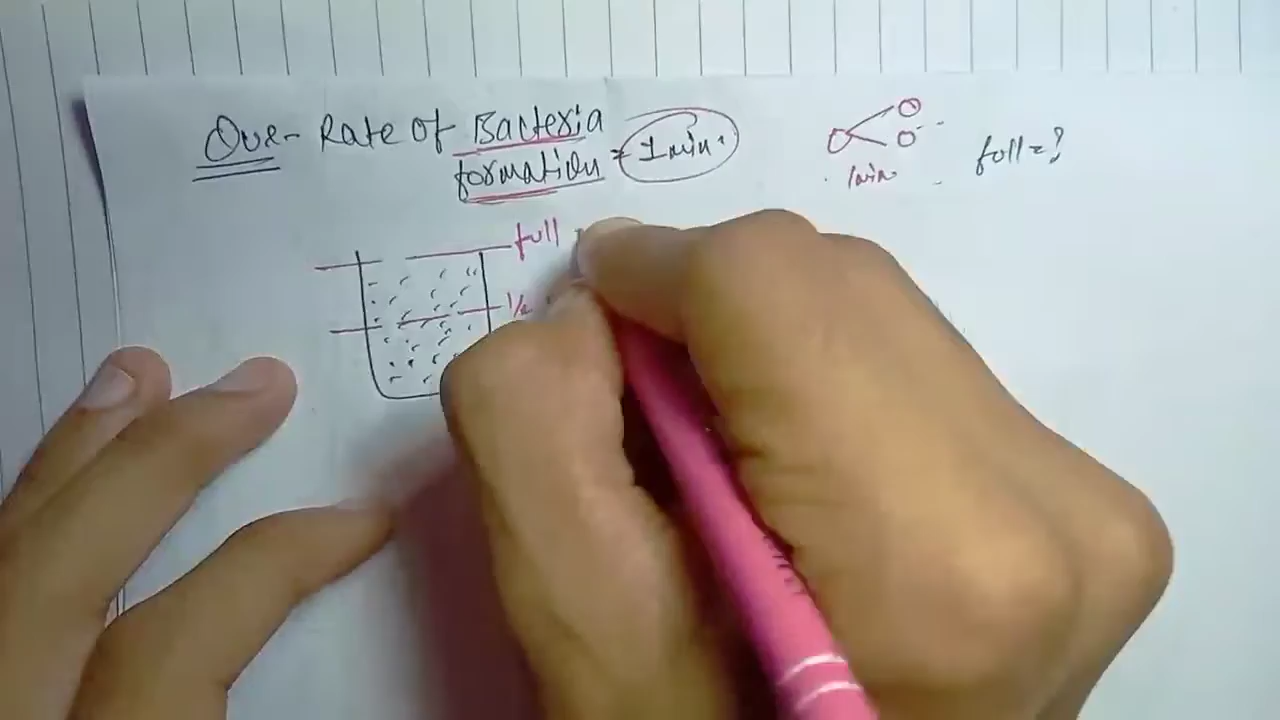 Que- Rate of Bacteria
formation = 1 min.
1min
full = ?
full
1/2